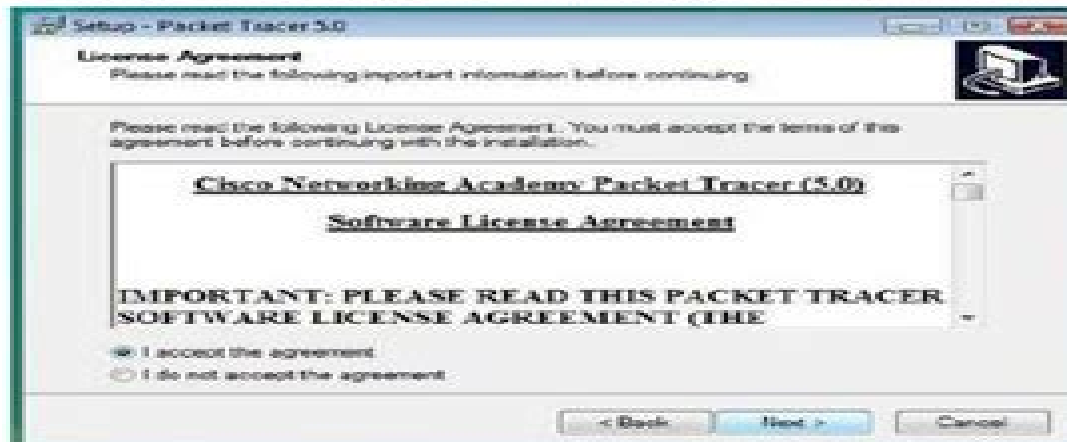 Setup - Packet Tracer 5.0
License Agreement
Please read the following important information before continuing.
Please read the following License Agreement. You must accept the terms of this
agreement before continuing with the installation.
Cisco Networking Academy Packet Tracer (5.0)
Software License Agreement
IMPORTANT: PLEASE READ THIS PACKET TRACER
SOFTWARE LICENSE AGREEMENT (THE
I accept the agreement
I do not accept the agreement
< Back
Next >
Cancel